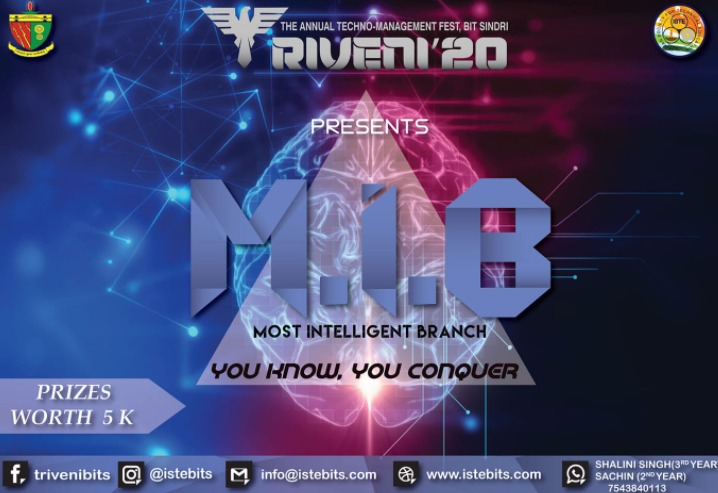 THE ANNUAL TECHNO-MANAGEMENT FEST, BIT SINDRI
TRIVENI'20
PRESENTS
M.I.B
MOST INTELLIGENT BRANCH
YOU KNOW, YOU CONQUER
PRIZES
WORTH 5 K
trivenibits
@istebits
info@istebits.com
www.istebits.com
SHALINI SINGH(3RD YEAR
SACHIN (2ND YEAR)
7543840113
ISTE